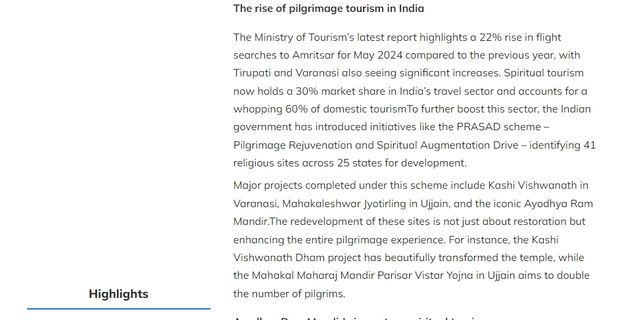 The rise of pilgrimage tourism in India
The Ministry of Tourism's latest report highlights a 22% rise in flight
searches to Amritsar for May 2024 compared to the previous year, with
Tirupati and Varanasi also seeing significant increases. Spiritual tourism
now holds a 30% market share in India's travel sector and accounts for a
whopping 60% of domestic tourismTo further boost this sector, the Indian
government has introduced initiatives like the PRASAD scheme –
Pilgrimage Rejuvenation and Spiritual Augmentation Drive – identifying 41
religious sites across 25 states for development.
Major projects completed under this scheme include Kashi Vishwanath in
Varanasi, Mahakaleshwar Jyotirling in Ujjain, and the iconic Ayodhya Ram
Mandir.The redevelopment of these sites is not just about restoration but
enhancing the entire pilgrimage experience. For instance, the Kashi
Vishwanath Dham project has beautifully transformed the temple, while
the Mahakal Maharaj Mandir Parisar Vistar Yojna in Ujjain aims to double
the number of pilgrims.
Highlights